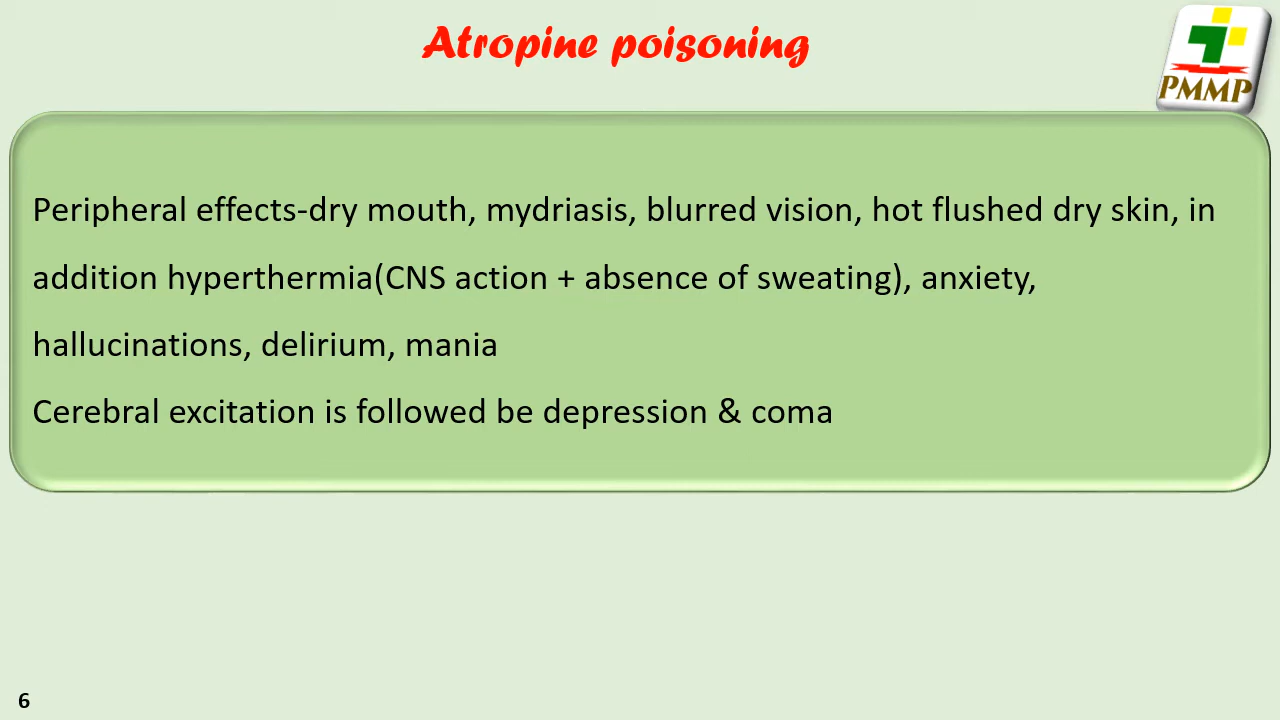 Atropine poisoning
PMMP
Peripheral effects-dry mouth, mydriasis, blurred vision, hot flushed dry skin, in
addition hyperthermia(CNS action + absence of sweating), anxiety,
hallucinations, delirium, mania
Cerebral excitation is followed be depression & coma
6